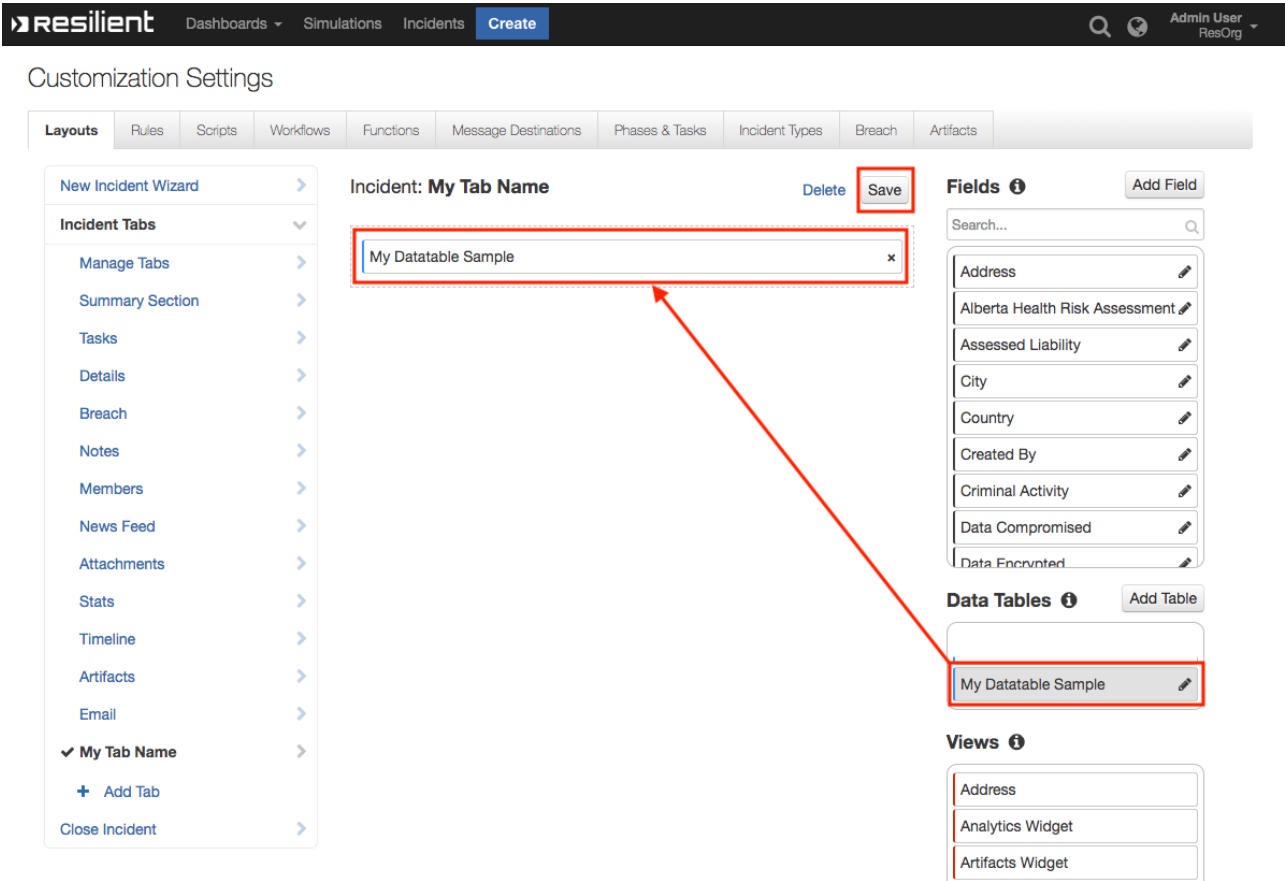 Resilient Dashboards Simulations Incidents Create Admin User
ResOrg
Customization Settings
Layouts Rules Scripts Workflows Functions Message Destinations Phases & Tasks Incident Types Breach Artifacts
New Incident Wizard
Incident Tabs
Manage Tabs
Summary Section
Tasks
Details
Breach
Notes
Members
News Feed
Attachments
Stats
Timeline
Artifacts
Email
My Tab Name
+ Add Tab
Close Incident
Incident: My Tab Name Delete Save
My Datatable Sample ×
Fields Add Field
Search...
Address
Alberta Health Risk Assessment
Assessed Liability
City
Country
Created By
Criminal Activity
Data Compromised
Data Encrypted
Data Tables Add Table
My Datatable Sample
Views
Address
Analytics Widget
Artifacts Widget